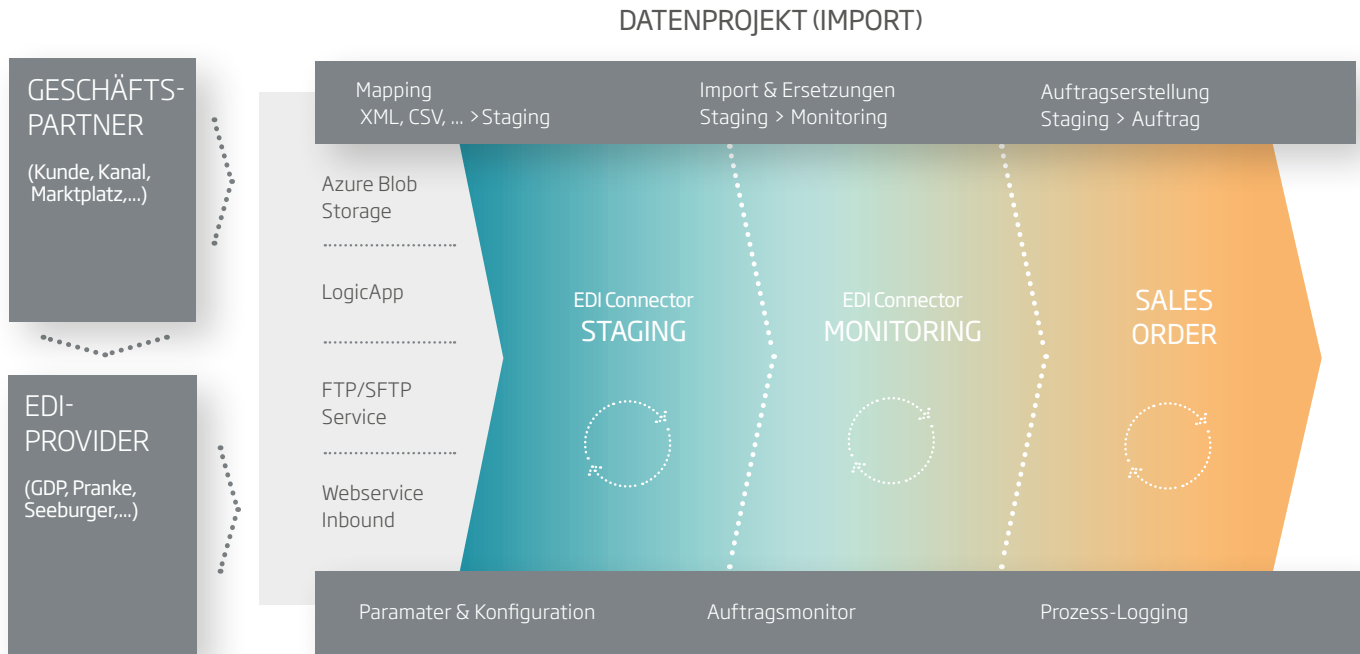 DATENPROJEKT (IMPORT)
GESCHÄFTS-
PARTNER
(Kunde, Kanal,
Marktplatz,...)
EDI-
PROVIDER
(GDP, Pranke,
Seeburger,...)
Mapping
XML, CSV, ... > Staging
Import & Ersetzungen
Staging > Monitoring
Auftragserstellung
Staging > Auftrag
Azure Blob
Storage
LogicApp
FTP/SFTP
Service
Webservice
Inbound
EDI Connector
STAGING
EDI Connector
MONITORING
SALES
ORDER
Paramater & Konfiguration
Auftragsmonitor
Prozess-Logging